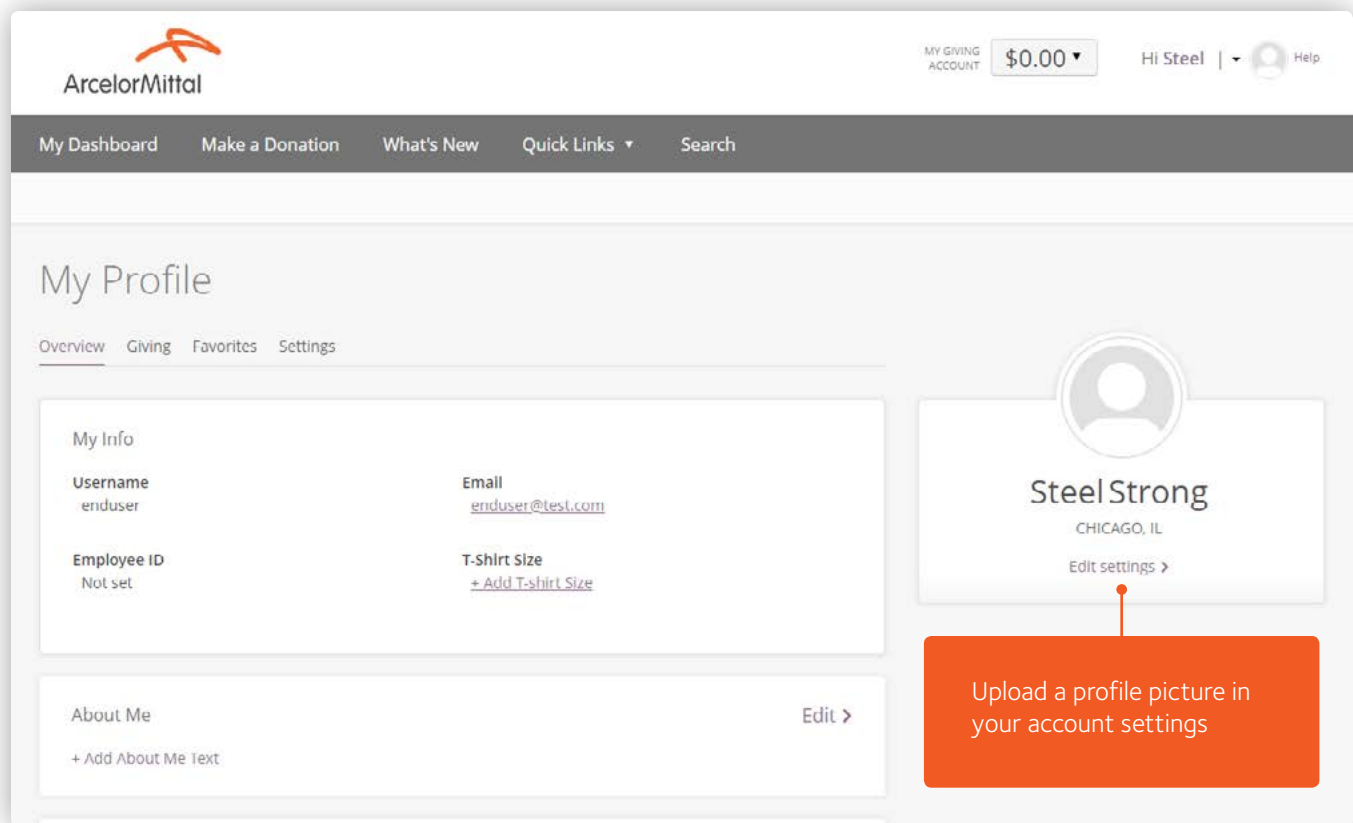 ArcelorMittal
MY GIVING
ACCOUNT
$0.00
Hi Steel |
Help
My Dashboard
Make a Donation
What's New
Quick Links
Search
My Profile
Overview
Giving
Favorites
Settings
My Info
Username
enduser
Email
enduser@test.com
Employee ID
Not set
T-Shirt Size
+ Add T-shirt Size
About Me
Edit >
+ Add About Me Text
Steel Strong
CHICAGO, IL
Edit settings >
Upload a profile picture in
your account settings